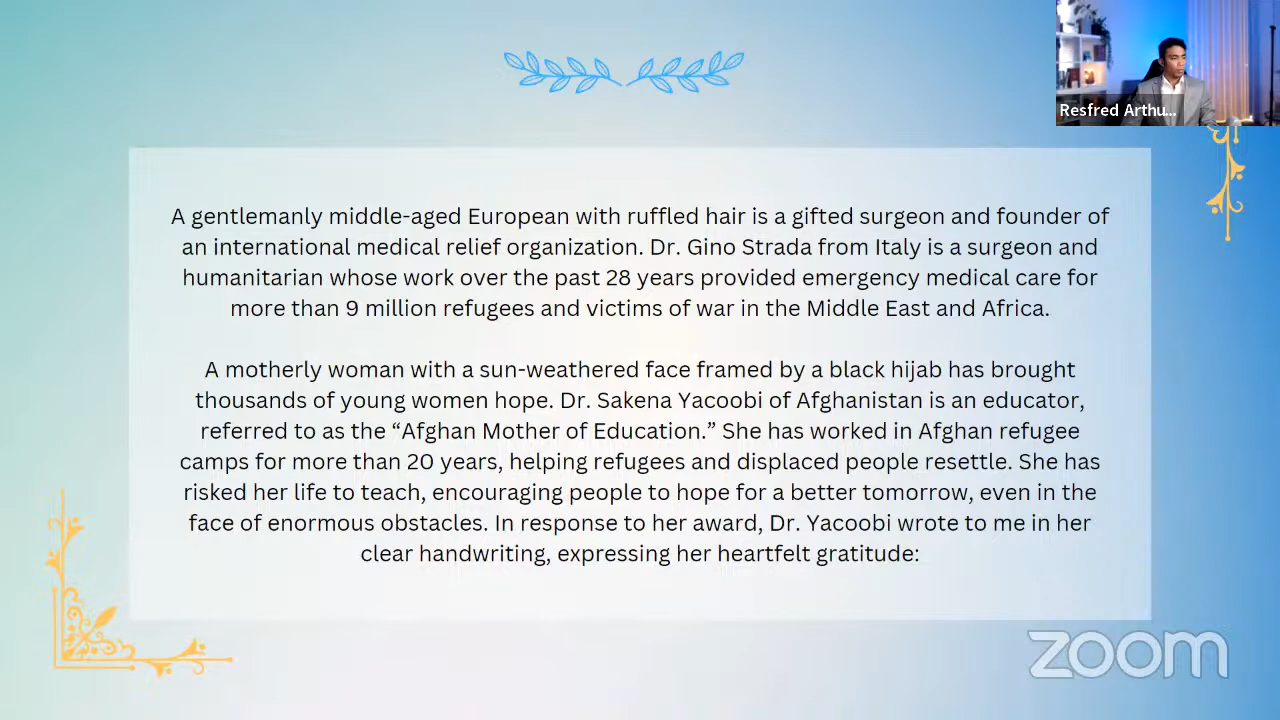 Resfred Arthu...
A gentlemanly middle-aged European with ruffled hair is a gifted surgeon and founder of
an international medical relief organization. Dr. Gino Strada from Italy is a surgeon and
humanitarian whose work over the past 28 years provided emergency medical care for
more than 9 million refugees and victims of war in the Middle East and Africa.
A motherly woman with a sun-weathered face framed by a black hijab has brought
thousands of young women hope. Dr. Sakena Yacoobi of Afghanistan is an educator,
referred to as the “Afghan Mother of Education.” She has worked in Afghan refugee
camps for more than 20 years, helping refugees and displaced people resettle. She has
risked her life to teach, encouraging people to hope for a better tomorrow, even in the
face of enormous obstacles. In response to her award, Dr. Yacoobi wrote to me in her
clear handwriting, expressing her heartfelt gratitude:
zoom